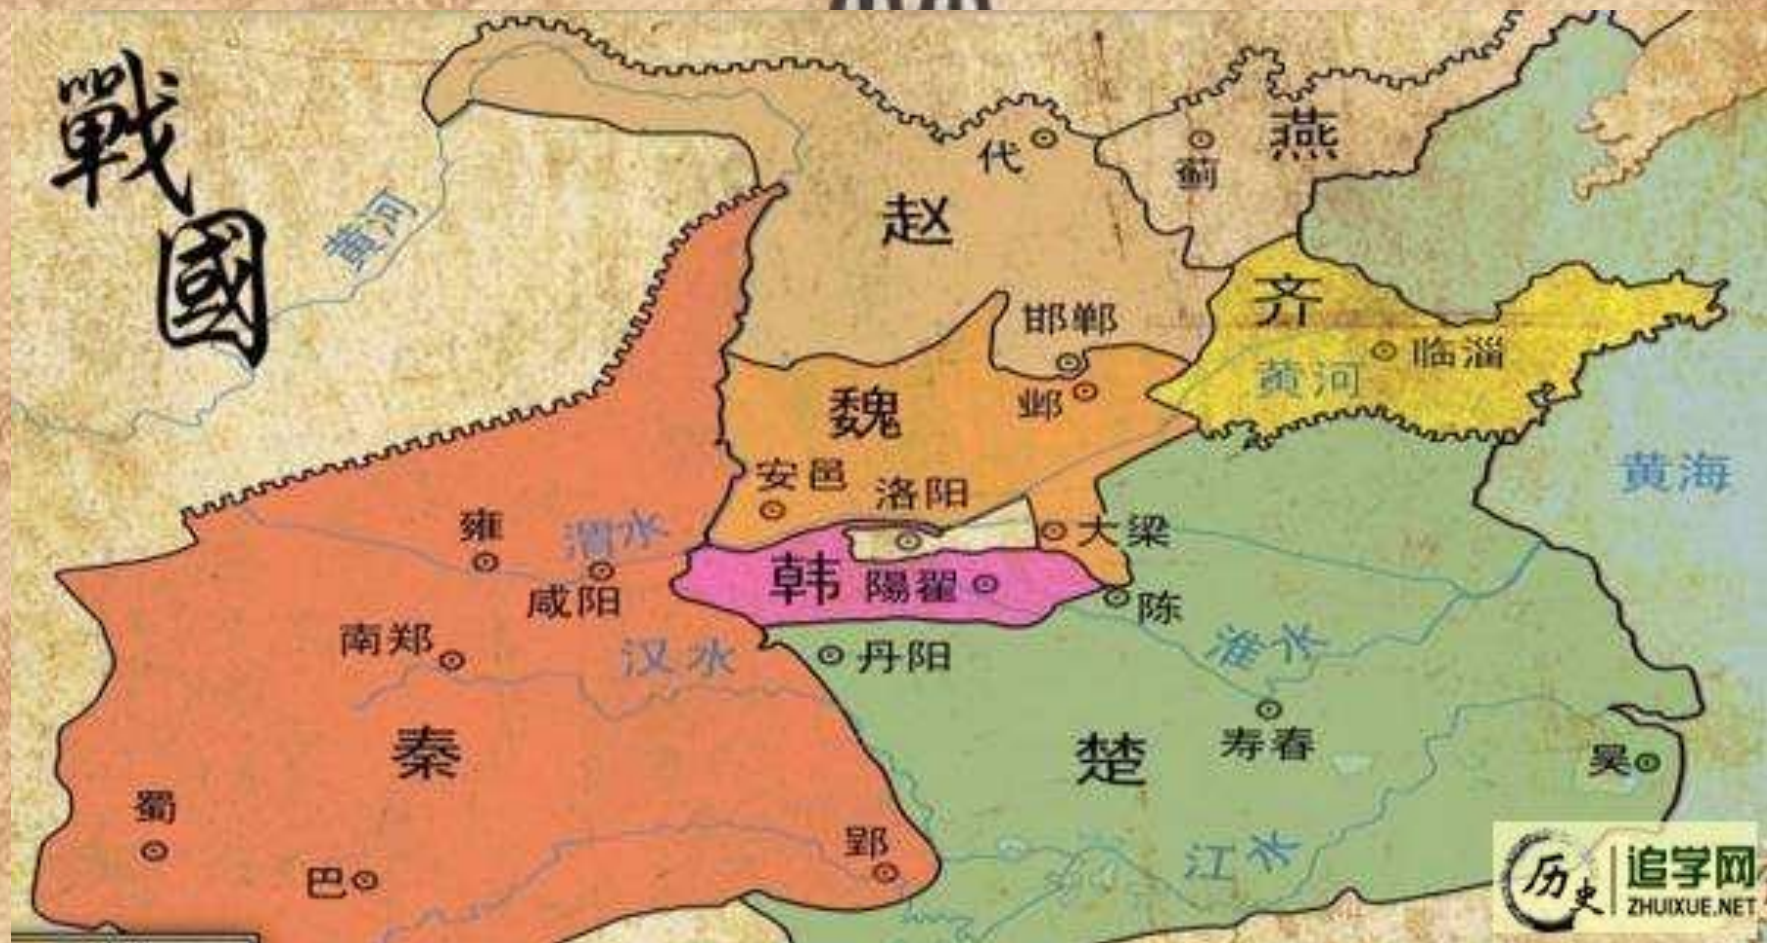 戰國
黄河
代
燕
蓟
赵
齐
邯郸
临淄
黄河
魏
邺
安邑
洛阳
黄海
雍
渭水
大梁
韩
陽翟
咸阳
陈
南郑
汉水
丹阳
淮水
秦
楚
寿春
吴
蜀
郢
江水
巴
历史
追学网
ZHUIXUE.NET